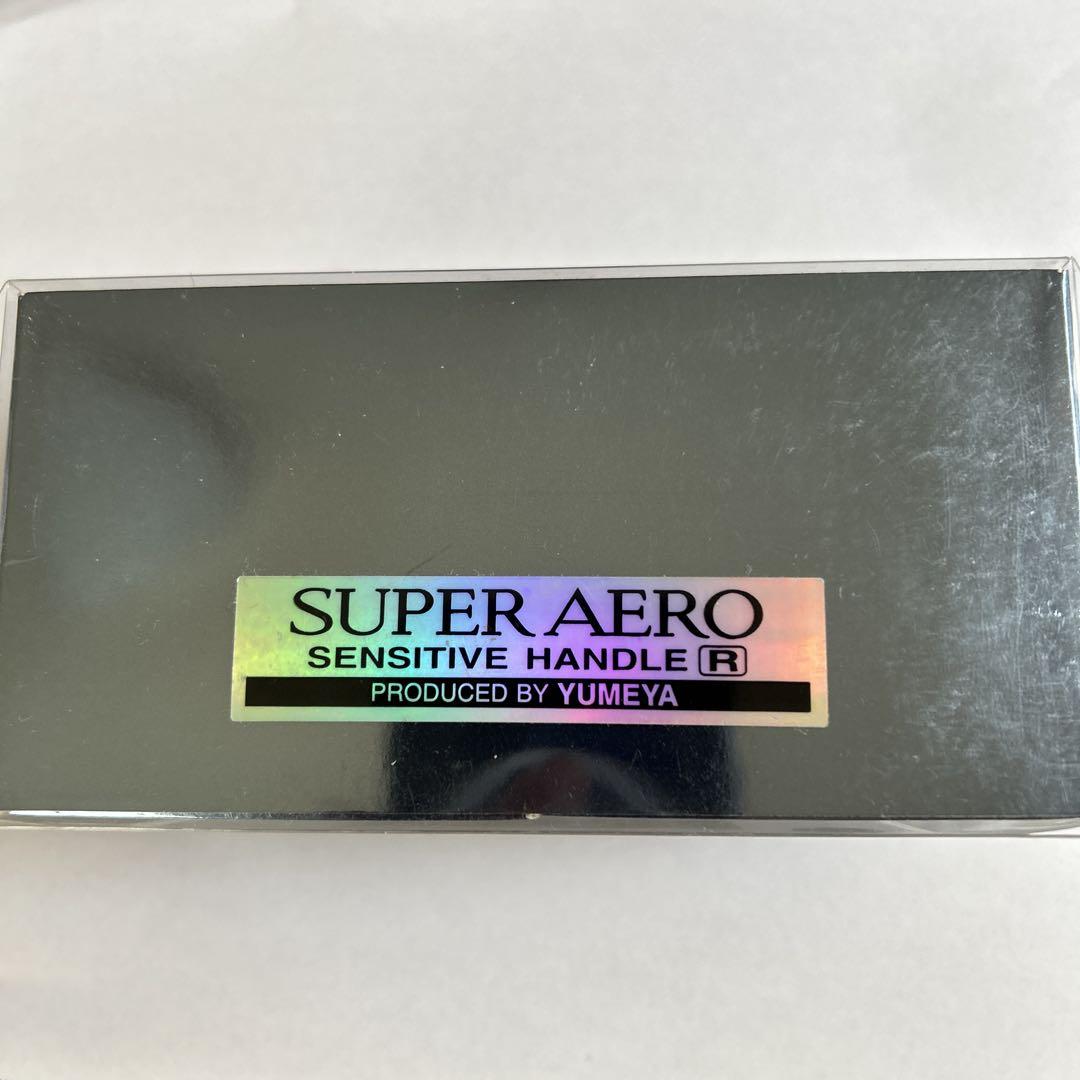 SUPER AERO
SENSITIVE HANDLE R
PRODUCED BY YUMEYA